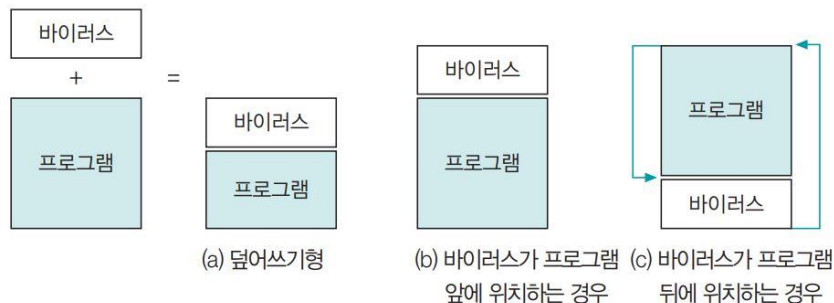 바이러스
+
=
프로그램
바이러스
프로그램
(a) 덮어쓰기형
바이러스
프로그램
(b) 바이러스가 프로그램
앞에 위치하는 경우
프로그램
바이러스
(c) 바이러스가 프로그램
뒤에 위치하는 경우